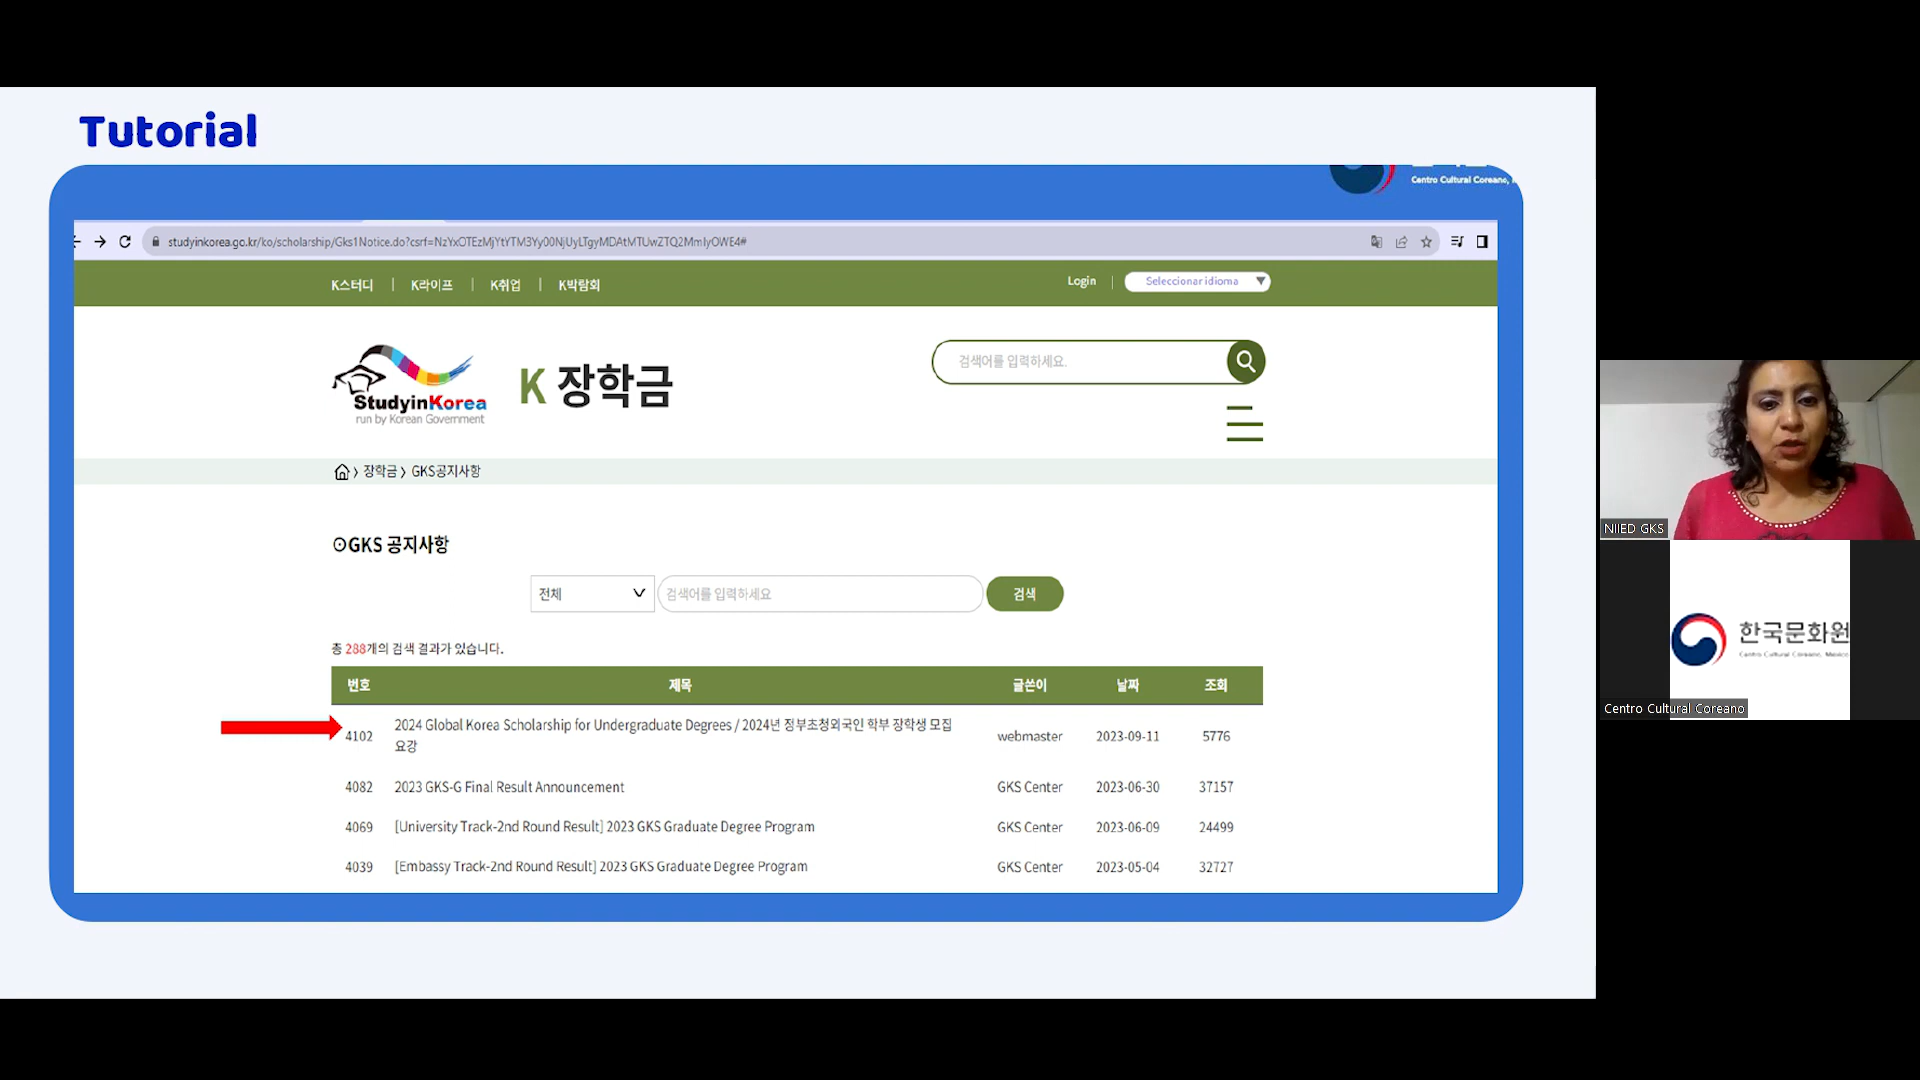 Tutorial
Centro Cultural Coreano,
studyinkorea.go.kr/ko/scholarship/Gks1Notice.do?csrf=NzYxOTEzMjYtYTM3Yy00NjUyLTgyMDAtMTUwZTQ2MmIyOWE4#
K스터디 | K라이프 | K취업 | K박람회
Login | Seleccionar idioma
StudyinKorea
run by Korean Government
K 장학금
검색어를 입력하세요.
장학금 > GKS공지사항
GKS 공지사항
전체 검색어를 입력하세요 검색
총 288개의 검색 결과가 있습니다.
번호 제목 글쓴이 날짜 조회
4102 2024 Global Korea Scholarship for Undergraduate Degrees / 2024년 정부초청외국인 학부 장학생 모집
요강 webmaster 2023-09-11 5776
4082 2023 GKS-G Final Result Announcement GKS Center 2023-06-30 37157
4069 [University Track-2nd Round Result] 2023 GKS Graduate Degree Program GKS Center 2023-06-09 24499
4039 [Embassy Track-2nd Round Result] 2023 GKS Graduate Degree Program GKS Center 2023-05-04 32727
NIIED GKS
한국문화원
Centro Cultural Coreano, México
Centro Cultural Coreano